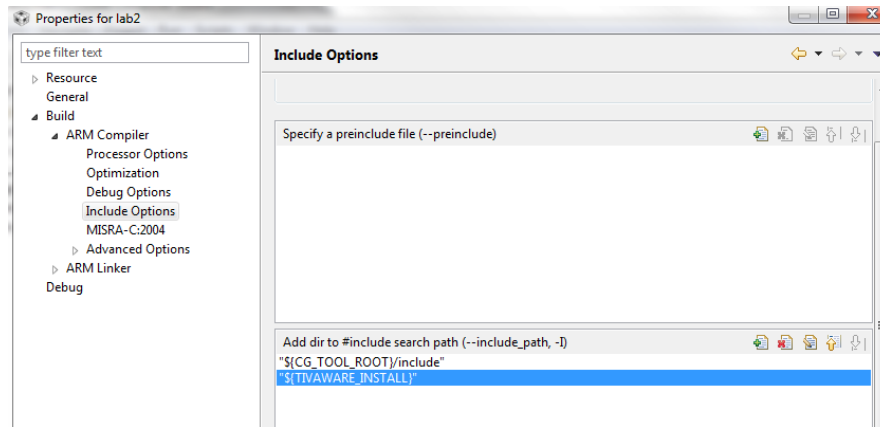 Properties for lab2
type filter text
Resource
General
Build
ARM Compiler
Processor Options
Optimization
Debug Options
Include Options
MISRA-C:2004
Advanced Options
ARM Linker
Debug
Include Options
Specify a preinclude file (--preinclude)
Add dir to #include search path (--include_path, -I)
"${CG_TOOL_ROOT}/include"
"${TIVAWARE_INSTALL}"